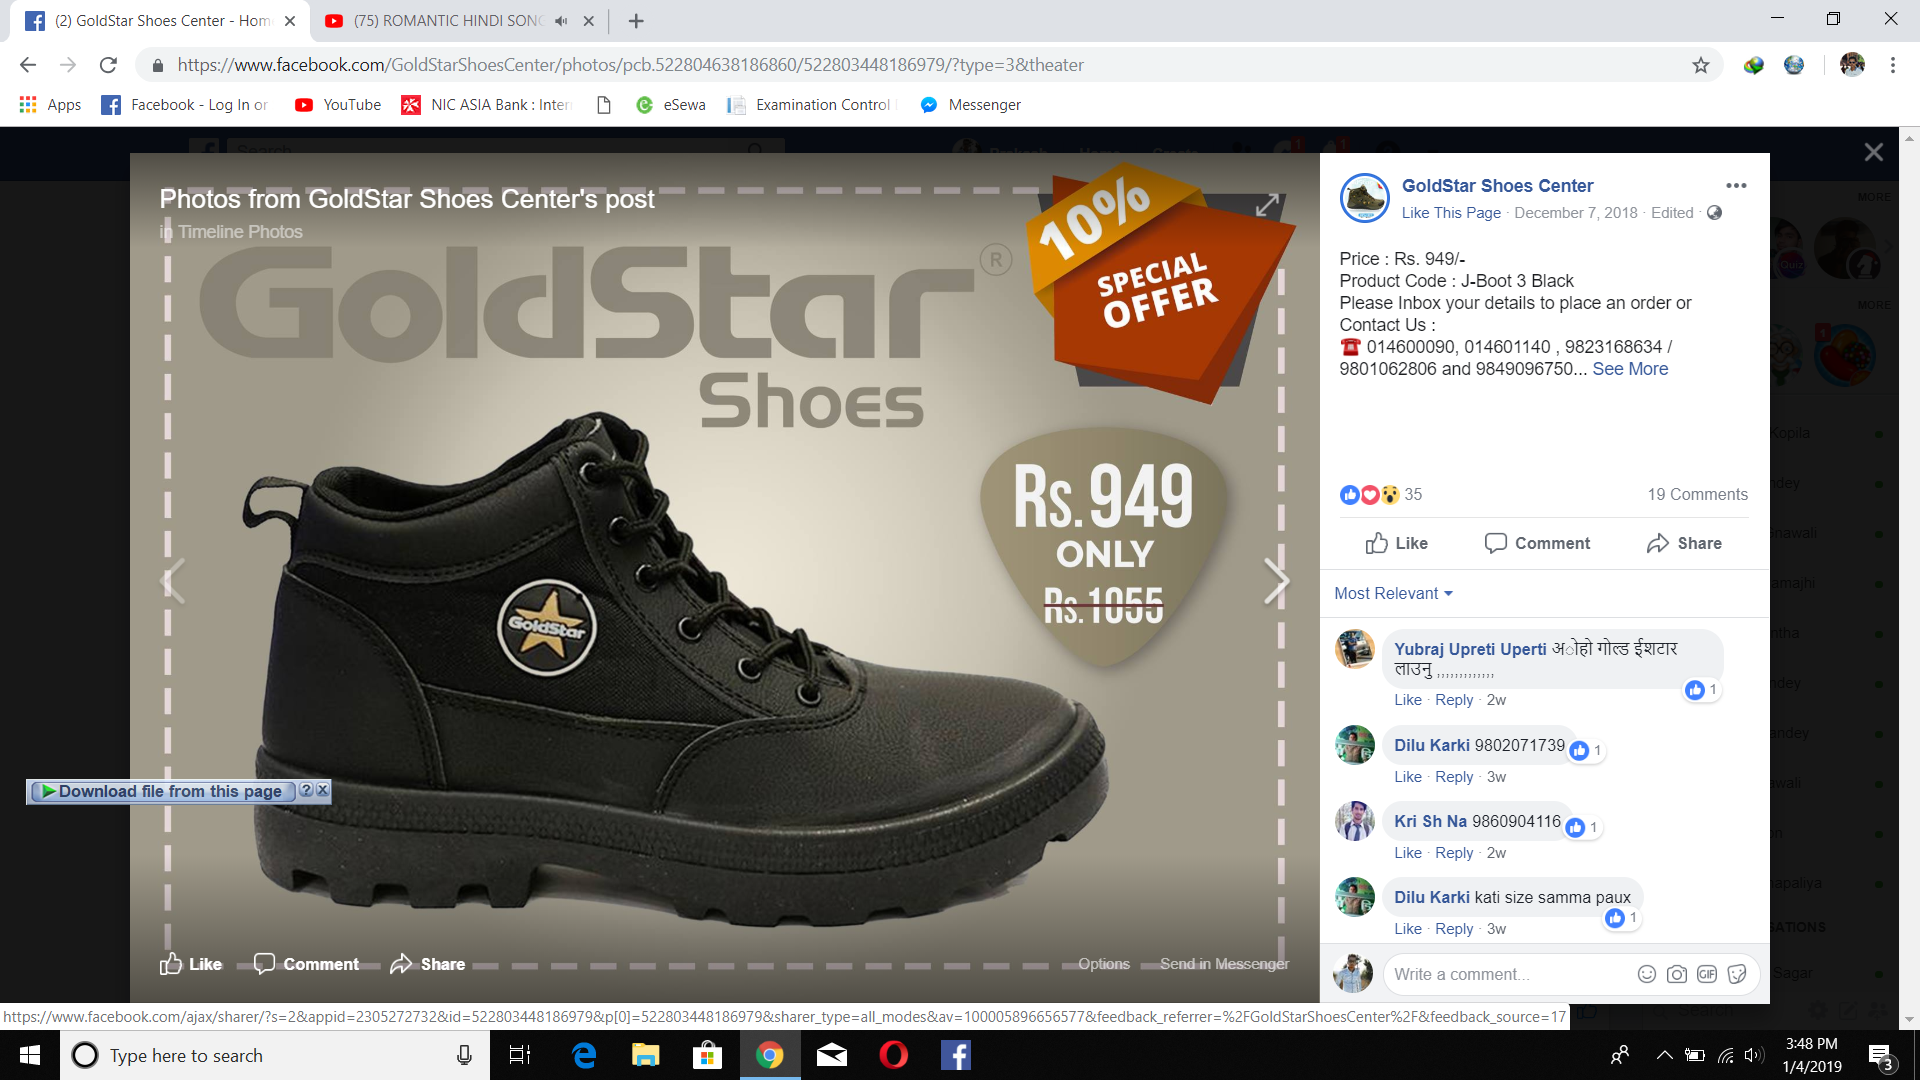 (2) GoldStar Shoes Center - Hom
(75) ROMANTIC HINDI SONG
https://www.facebook.com/GoldStarShoesCenter/photos/pcb.522804638186860/522803448186979/?type=3&theater
Apps
Facebook - Log In or
YouTube
NIC ASIA Bank : Inter
eSewa
Examination Control
Messenger
Search
Photos from GoldStar Shoes Center's post
in Timeline Photos
GoldStar ®
Shoes
10%
SPECIAL
OFFER
Rs. 949
ONLY
Rs. 1055
GoldStar
Download file from this page
Like
Comment
Share
Options
Send in Messenger
GoldStar Shoes Center
Like This Page · December 7, 2018 · Edited ·
Price : Rs. 949/-
Product Code : J-Boot 3 Black
Please Inbox your details to place an order or
Contact Us :
☎ 014600090, 014601140 , 9823168634 /
9801062806 and 9849096750... See More
35
19 Comments
Like
Comment
Share
Most Relevant
Yubraj Upreti Uperti अोहो गोल्ड ईशटार
लाउनु ,,,,,,,,,,,,,
1
Like · Reply · 2w
Dilu Karki 9802071739
1
Like · Reply · 3w
Kri Sh Na 9860904116
1
Like · Reply · 2w
Dilu Karki kati size samma paux
1
Like · Reply · 3w
Write a comment...
GIF
MORE
MORE
Kopila
https://www.facebook.com/ajax/sharer/?s=2&appid=2305272732&id=522803448186979&p[0]=522803448186979&sharer_type=all_modes&av=100005896656577&feedback_referrer=%2FGoldStarShoesCenter%2F&feedback_source=17
Type here to search
3:48 PM
1/4/2019
3